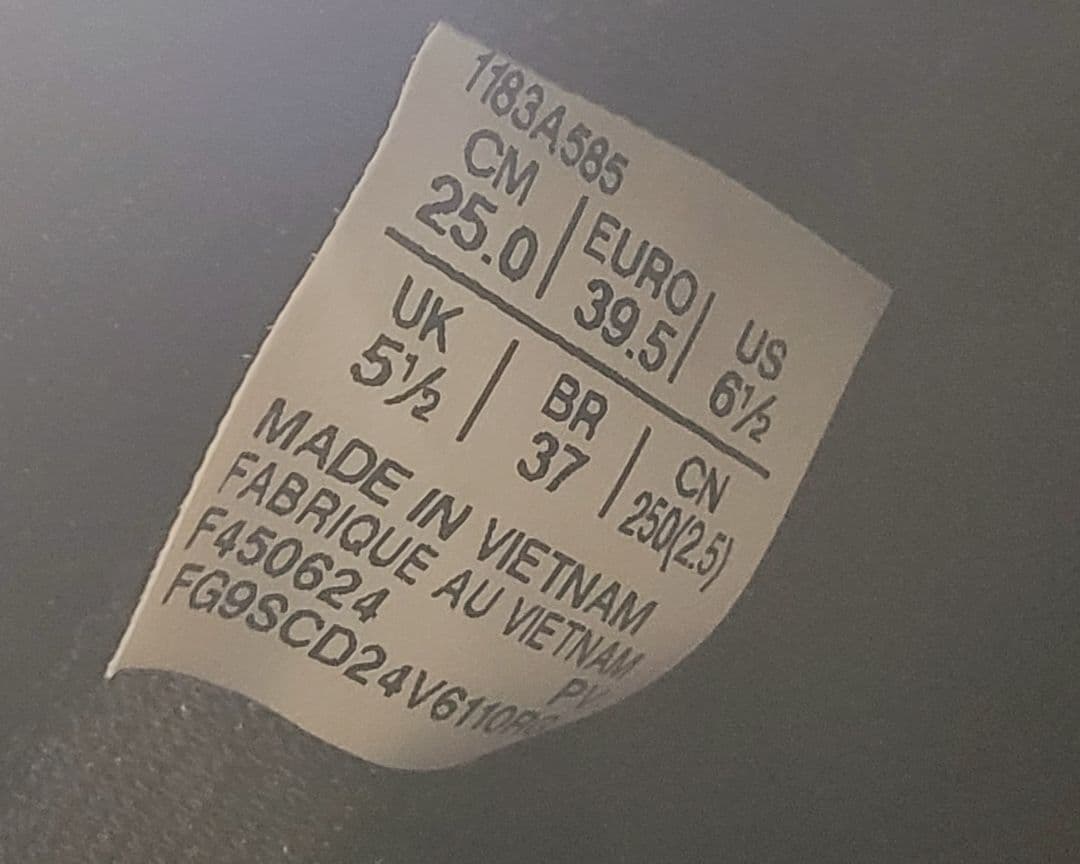 1183A585
CM | EURO | US
25.0 | 39.5 | 6½
UK | BR | CN
5½ | 37 | 250(2.5)
MADE IN VIETNAM
FABRIQUE AU VIETNAM
F450624